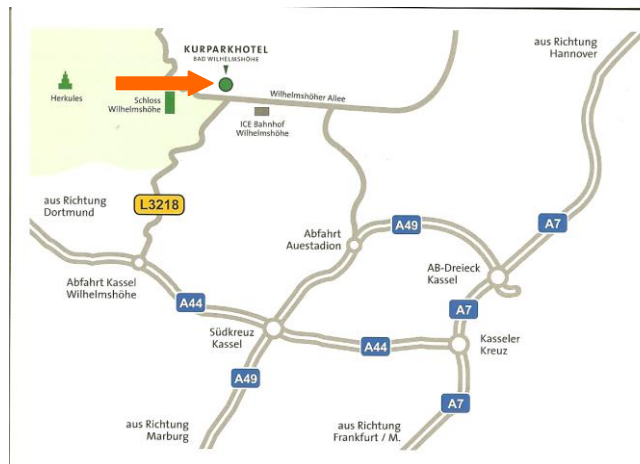 KURPARKHOTEL
BAD WILHELMSHÖHE
aus Richtung
Hannover
Herkules
Schloss
Wilhelmshöhe
Wilhelmshöher Allee
ICE Bahnhof
Wilhelmshöhe
aus Richtung
Dortmund
L3218
Abfahrt
Auestadion
A49
A7
AB-Dreieck
Kassel
Abfahrt Kassel
Wilhelmshöhe
A44
A7
Südkreuz
Kassel
A44
Kasseler
Kreuz
A49
A7
aus Richtung
Marburg
aus Richtung
Frankfurt / M.